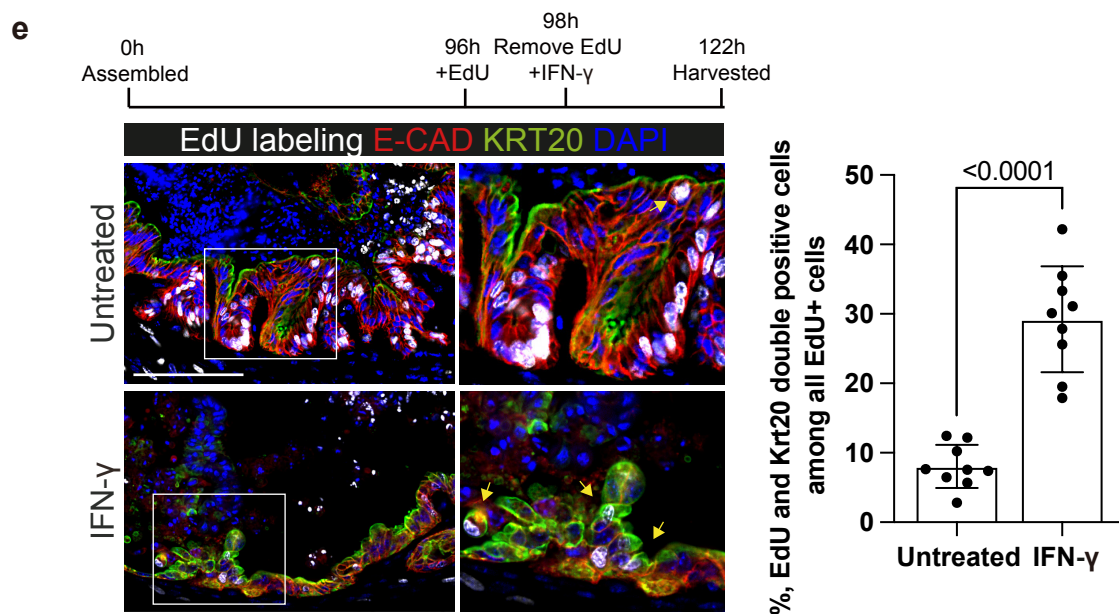 e
0h
Assembled
96h
+EdU
98h
Remove EdU
+IFN-γ
122h
Harvested
EdU labeling E-CAD KRT20 DAPI
Untreated
IFN-γ
%, EdU and Krt20 double positive cells
among all EdU+ cells
50
40
30
20
10
0
<0.0001
Untreated IFN-γ